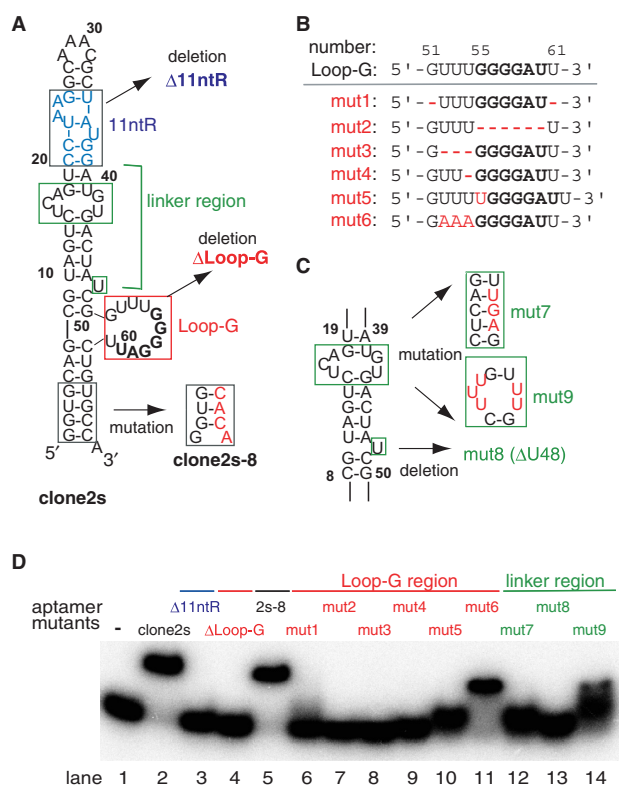 A
30
deletion
Δ11ntR
11ntR
20
40
linker region
10
U
deletion
ΔLoop-G
50
60
Loop-G
mutation
G C
U A
G C
G A
clone2s-8
5' 3'
clone2s
B
number: 51 55 61
Loop-G: 5'-GUUUGGGGAUU-3'
mut1: 5'--UUUGGGGAU--3'
mut2: 5'-GUUU------U-3'
mut3: 5'-G---GGGGAUU-3'
mut4: 5'-GUU-GGGGAUU-3'
mut5: 5'-GUUUUGGGGAUU-3'
mut6: 5'-GAAAGGGGAUU-3'
C
19 39
U-A
mutation
G-U
A U
C G
U A
C G
mut7
mut9
U
8 50
deletion
mut8 (ΔU48)
D
Loop-G region linker region
Δ11ntR 2s-8 mut2 mut4 mut6 mut8
aptamer mutants
- clone2s ΔLoop-G mut1 mut3 mut5 mut7 mut9
lane 1 2 3 4 5 6 7 8 9 10 11 12 13 14